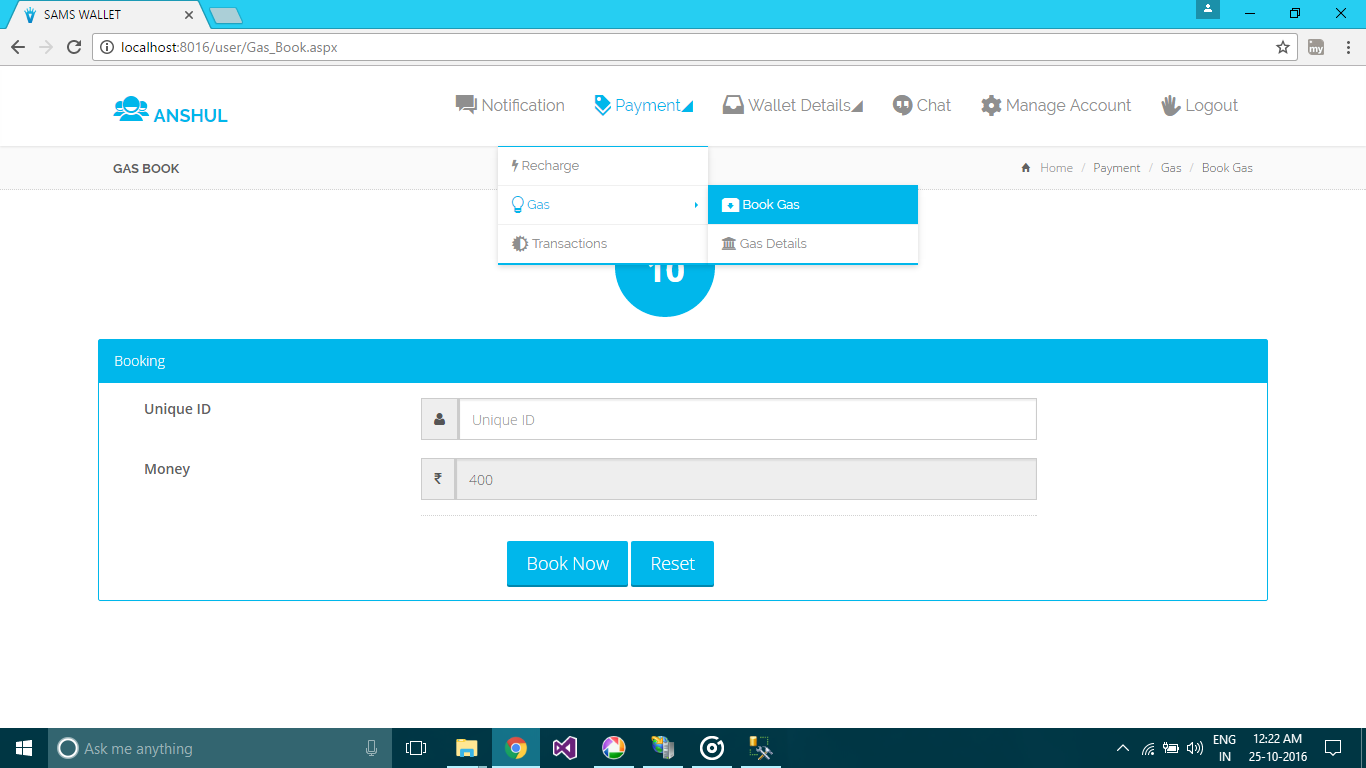 SAMS WALLET
localhost:8016/user/Gas_Book.aspx
my
ANSHUL
Notification Payment Wallet Details Chat Manage Account Logout
GAS BOOK
Home / Payment / Gas / Book Gas
Recharge
Gas
Book Gas
Transactions
Gas Details
10
Booking
Unique ID
Unique ID
Money
₹ 400
Book Now Reset
Ask me anything
ENG
IN
12:22 AM
25-10-2016